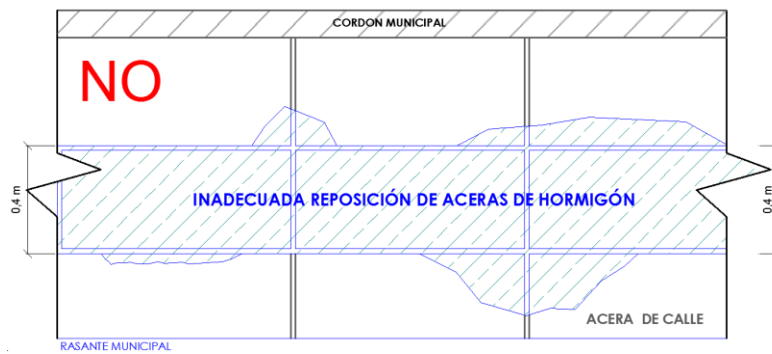 CORDON MUNICIPAL
NO
0,4 m
INADECUADA REPOSICIÓN DE ACERAS DE HORMIGÓN
0,4 m
ACERA DE CALLE
RASANTE MUNICIPAL